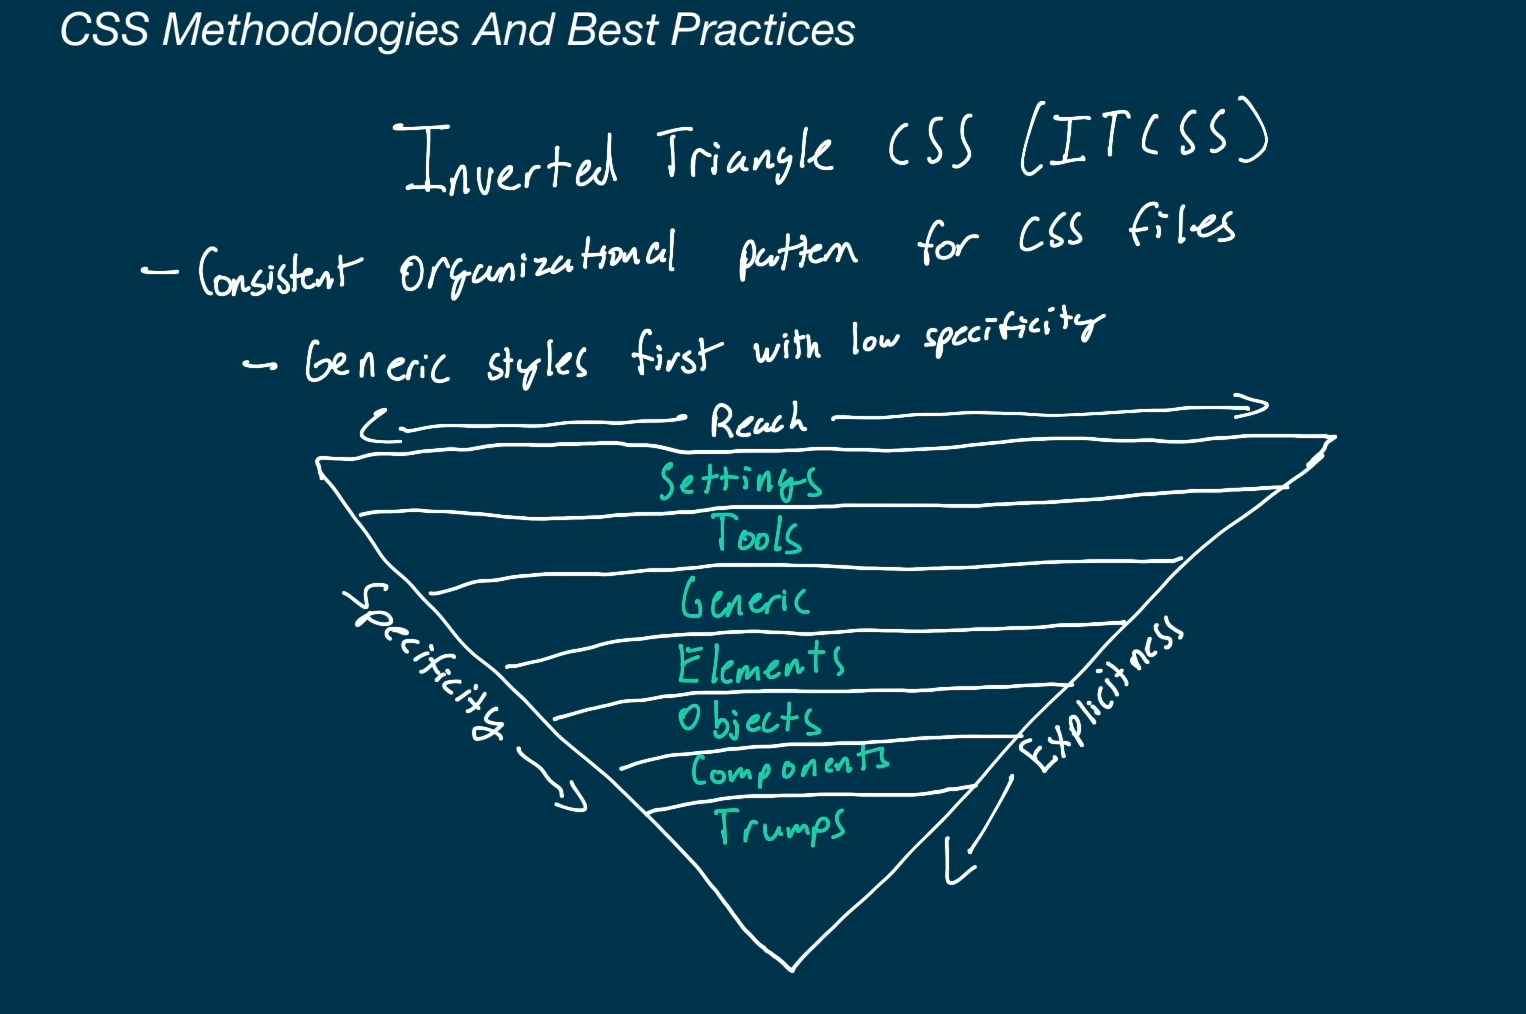 CSS Methodologies And Best Practices
Inverted Triangle CSS (ITCSS)
- Consistent organizational pattern for CSS files
- Generic styles first with low specificity
Reach
Settings
Tools
Generic
Elements
Objects
Components
Trumps
Specificity
Explicitness